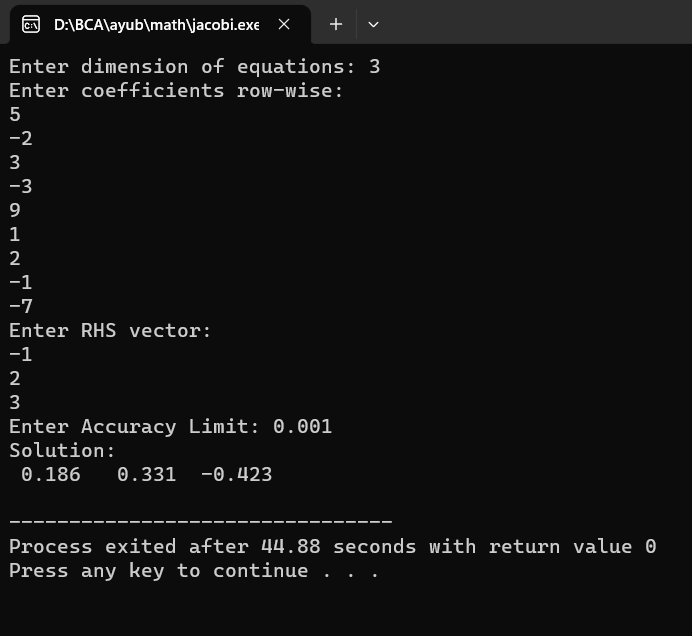 D:\BCA\ayub\math\jacobi.exe
Enter dimension of equations: 3
Enter coefficients row-wise:
5
-2
3
-3
9
1
2
-1
-7
Enter RHS vector:
-1
2
3
Enter Accuracy Limit: 0.001
Solution:
 0.186   0.331  -0.423
--------------------------------
Process exited after 44.88 seconds with return value 0
Press any key to continue . . .